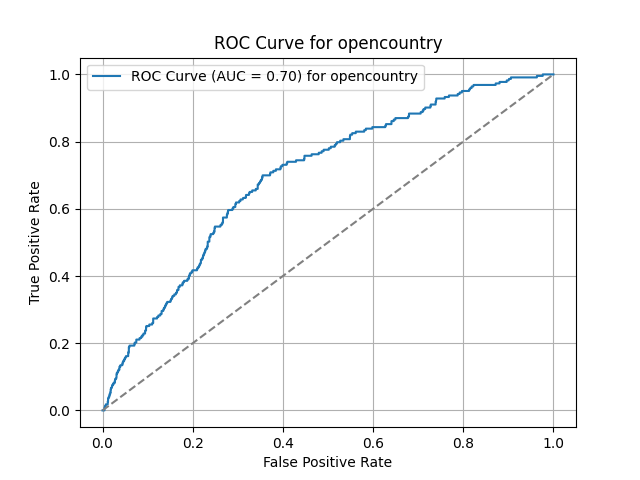 ROC Curve for opencountry
ROC Curve (AUC = 0.70) for opencountry
True Positive Rate
1.0
0.8
0.6
0.4
0.2
0.0
0.0 0.2 0.4 0.6 0.8 1.0
False Positive Rate